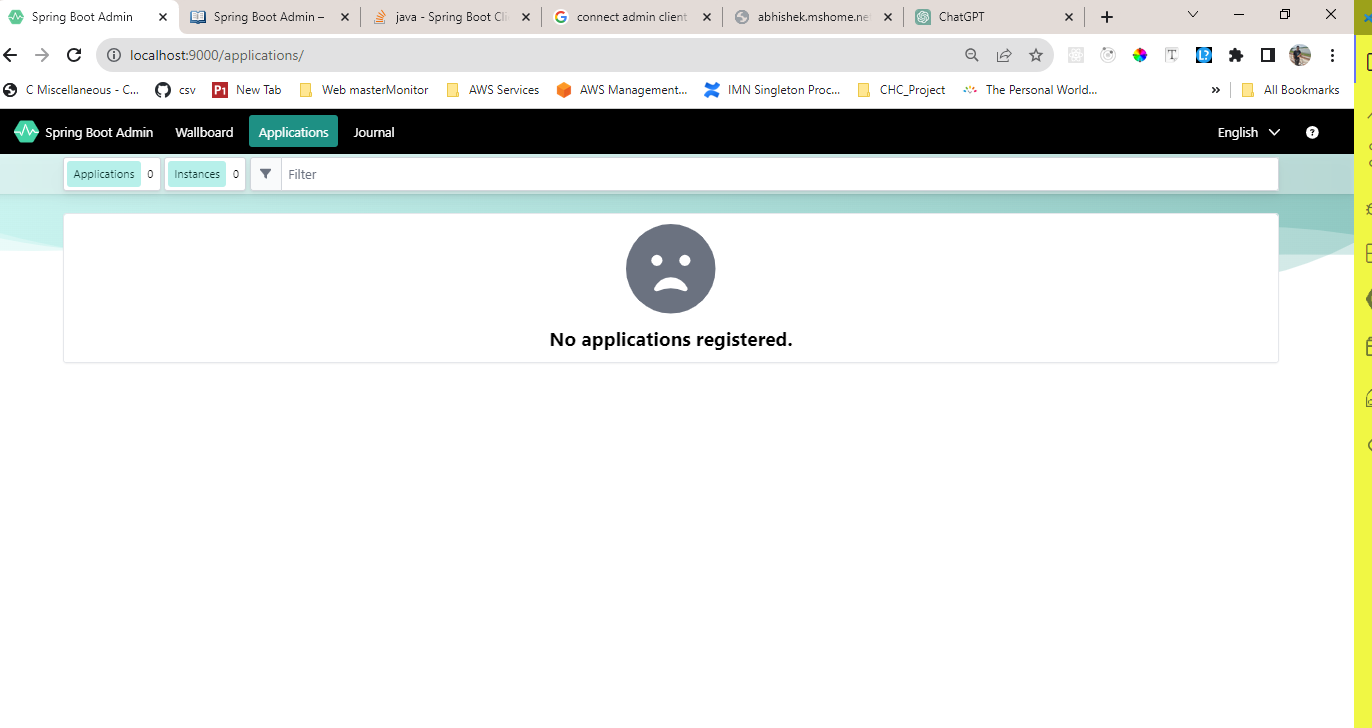 Spring Boot Admin
Spring Boot Admin –
java - Spring Boot Cli
connect admin client
abhishek.mshome.ne
ChatGPT
localhost:9000/applications/
C Miscellaneous - C...
csv
New Tab
Web masterMonitor
AWS Services
AWS Management...
IMN Singleton Proc...
CHC_Project
The Personal World...
»
All Bookmarks
Spring Boot Admin Wallboard Applications Journal English
Applications 0 Instances 0 Filter
No applications registered.